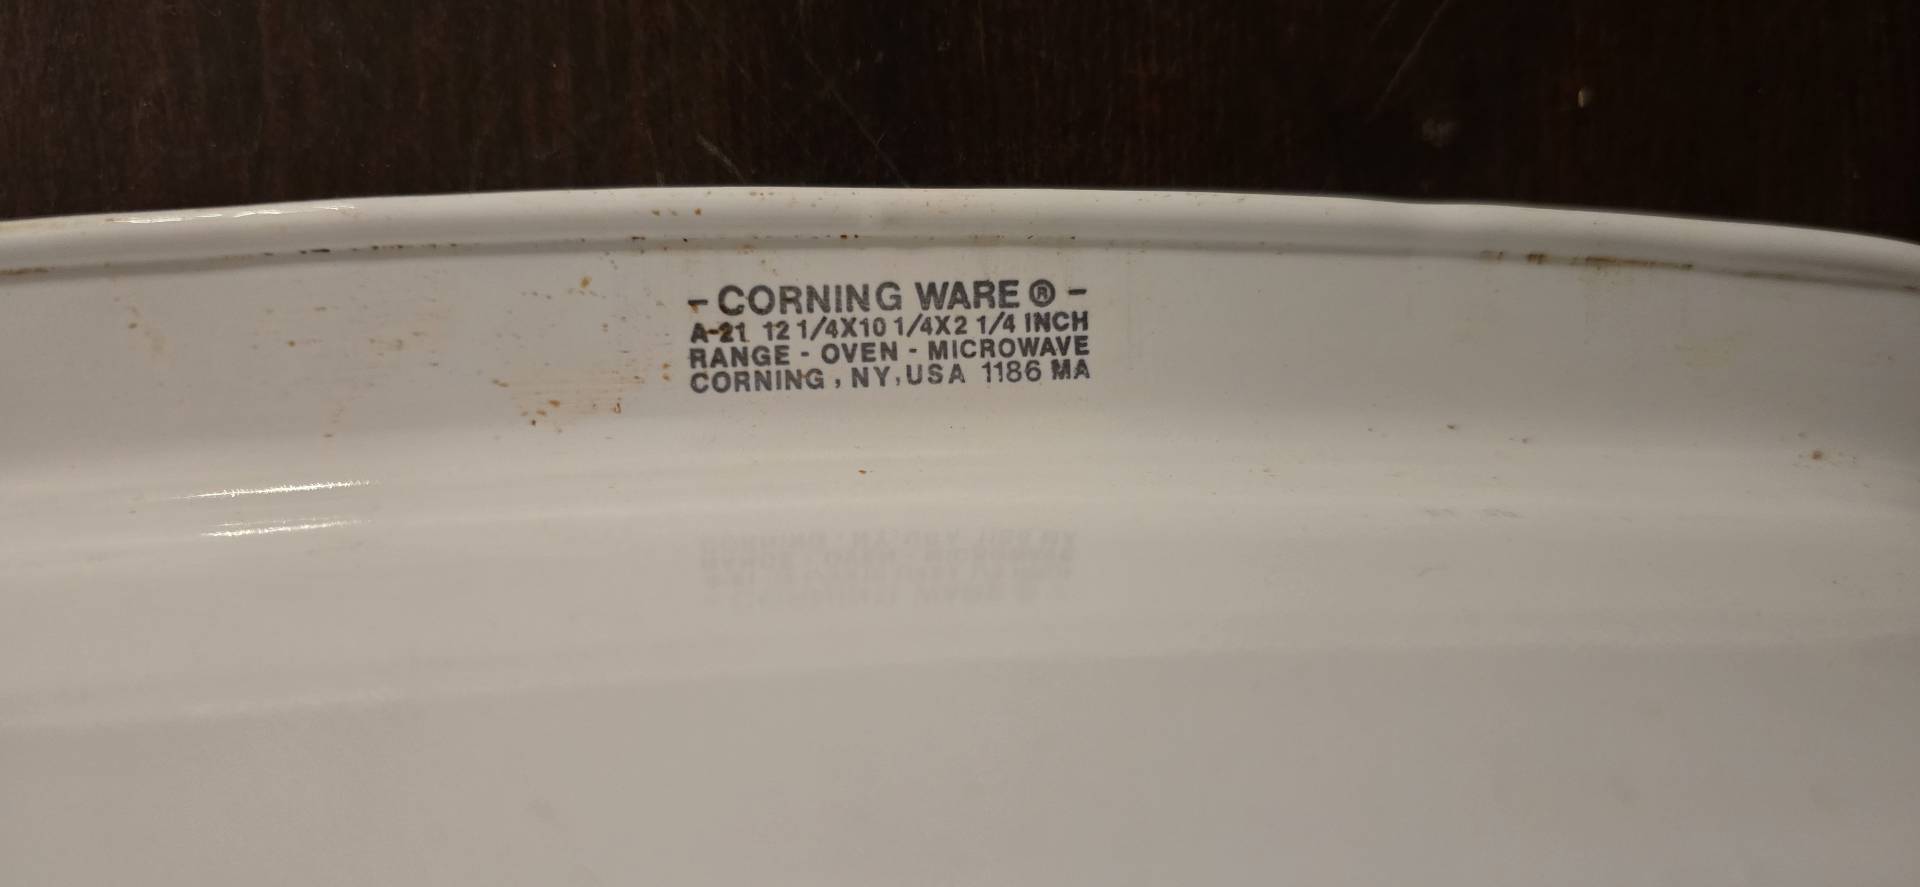 - CORNING WARE ® -
A-21 12 1/4X10 1/4X2 1/4 INCH
RANGE - OVEN - MICROWAVE
CORNING, NY, USA 1186 MA